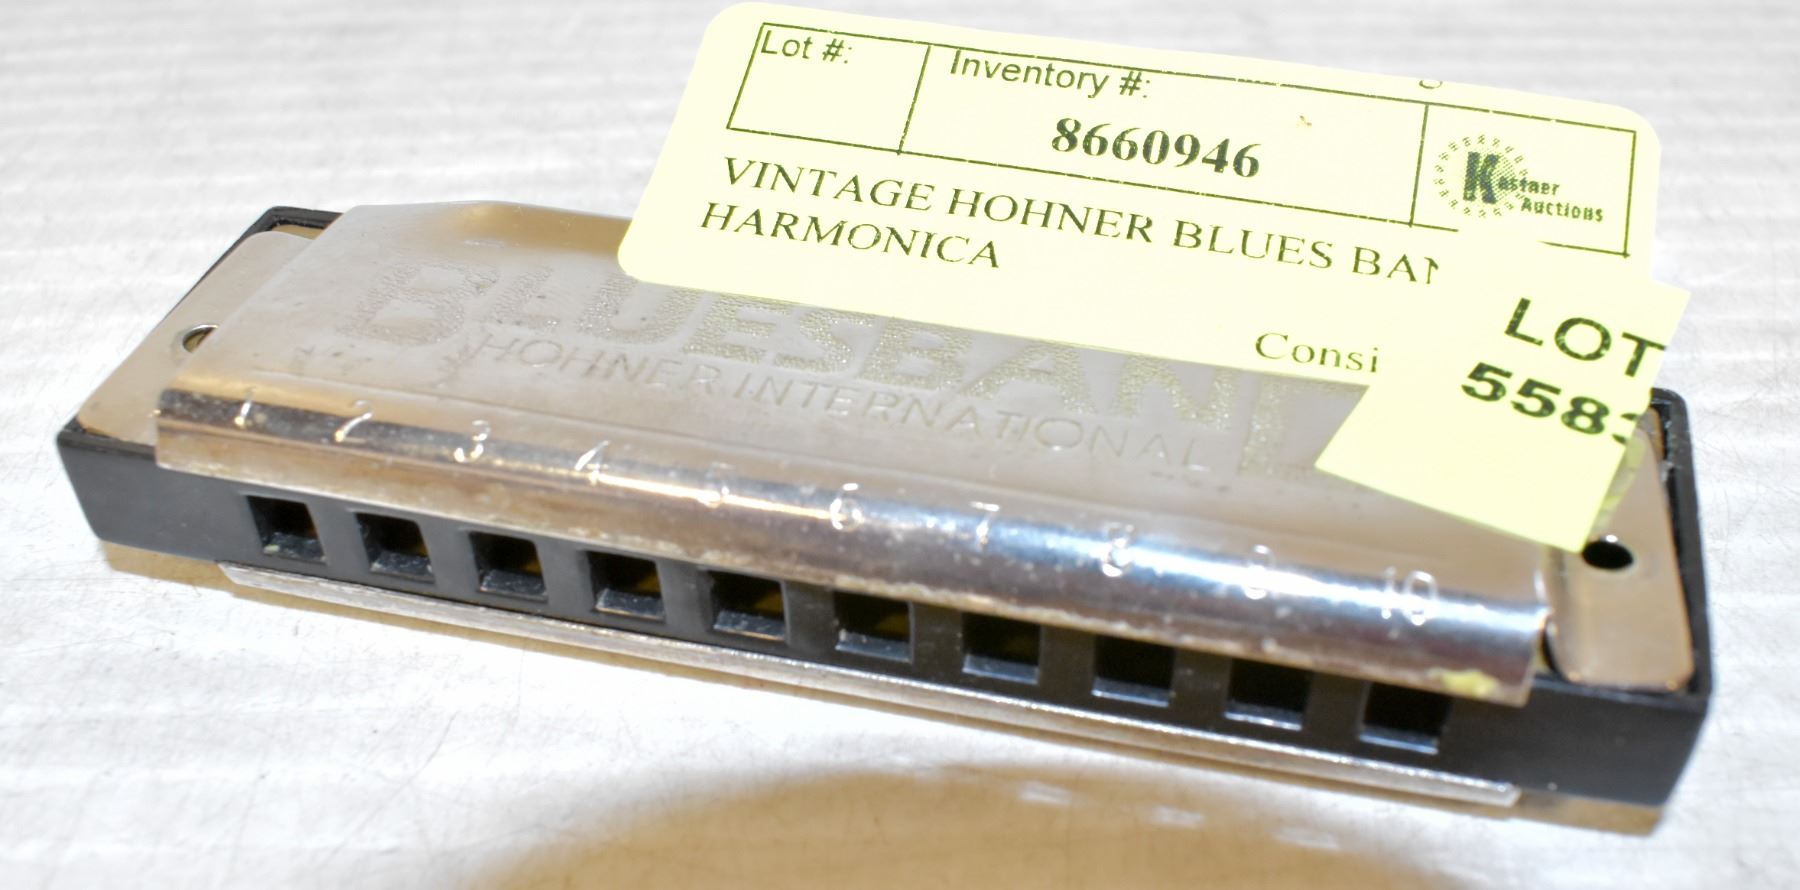 Lot #:
Inventory #:
8660946
Kastner
Auctions
VINTAGE HOHNER BLUES BAN
HARMONICA
Consi
LOT
5583
BLUESBAND
HOHNER INTERNATIONAL
1 2 3 4 5 6 7 8 9 10